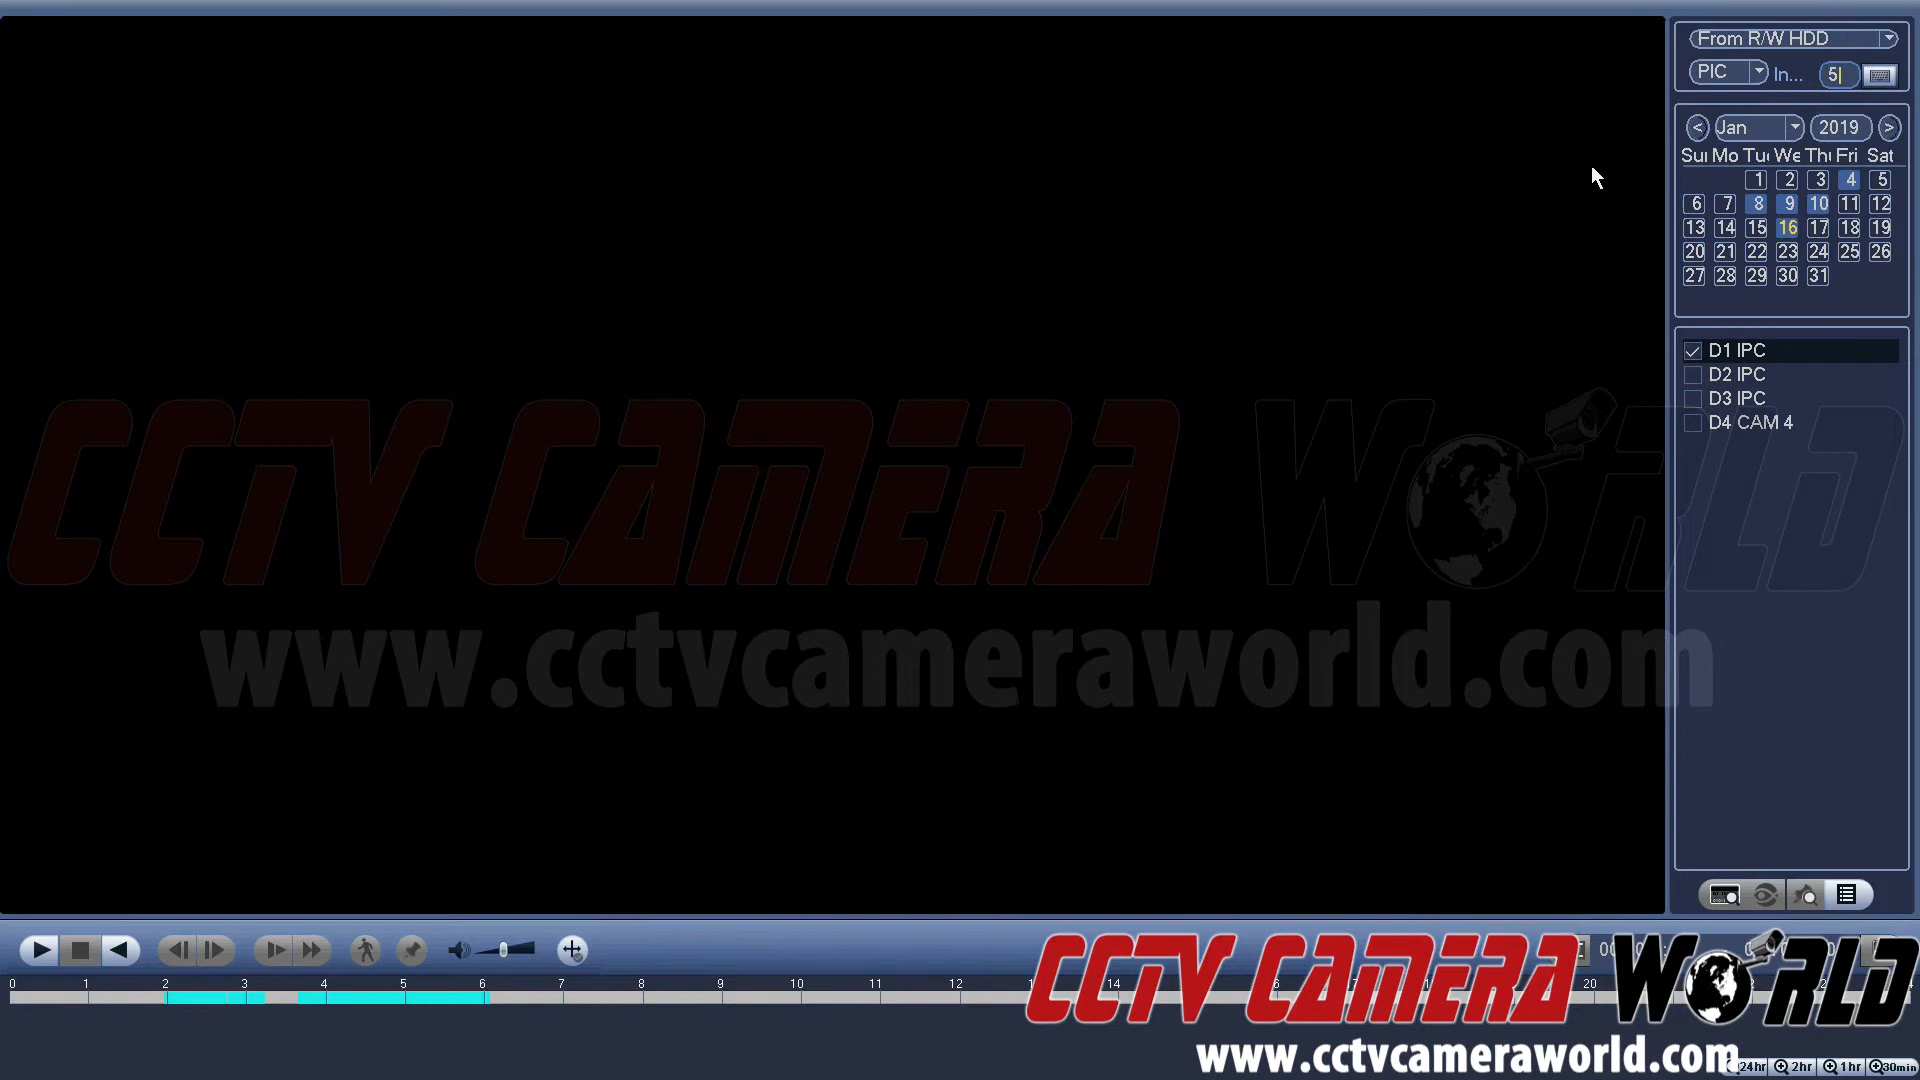 From R/W HDD
PIC In... 5
< Jan 2019 >
Sui Mo Tu We Thu Fri Sat
1 2 3 4 5
6 7 8 9 10 11 12
13 14 15 16 17 18 19
20 21 22 23 24 25 26
27 28 29 30 31
D1 IPC
D2 IPC
D3 IPC
D4 CAM 4
CCTV CAMERA WORLD
www.cctvcameraworld.com
0 1 2 3 4 5 6 7 8 9 10 11 12 14 20
CCTV CAMERA WORLD
www.cctvcameraworld.com
24hr 2hr 1hr 30min